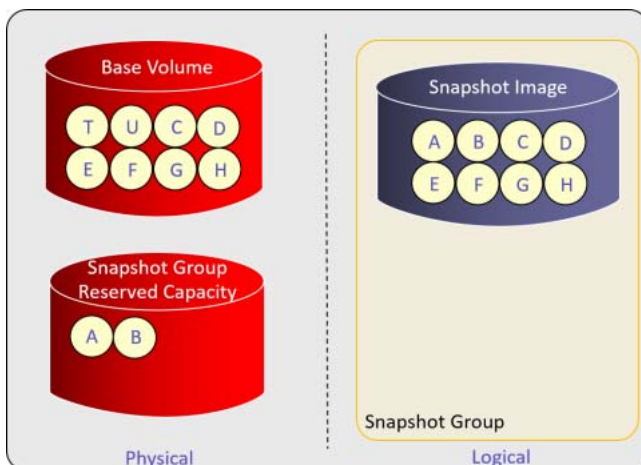 Base Volume
T U C D
E F G H
Snapshot Group
Reserved Capacity
A B
Physical
Snapshot Image
A B C D
E F G H
Snapshot Group
Logical